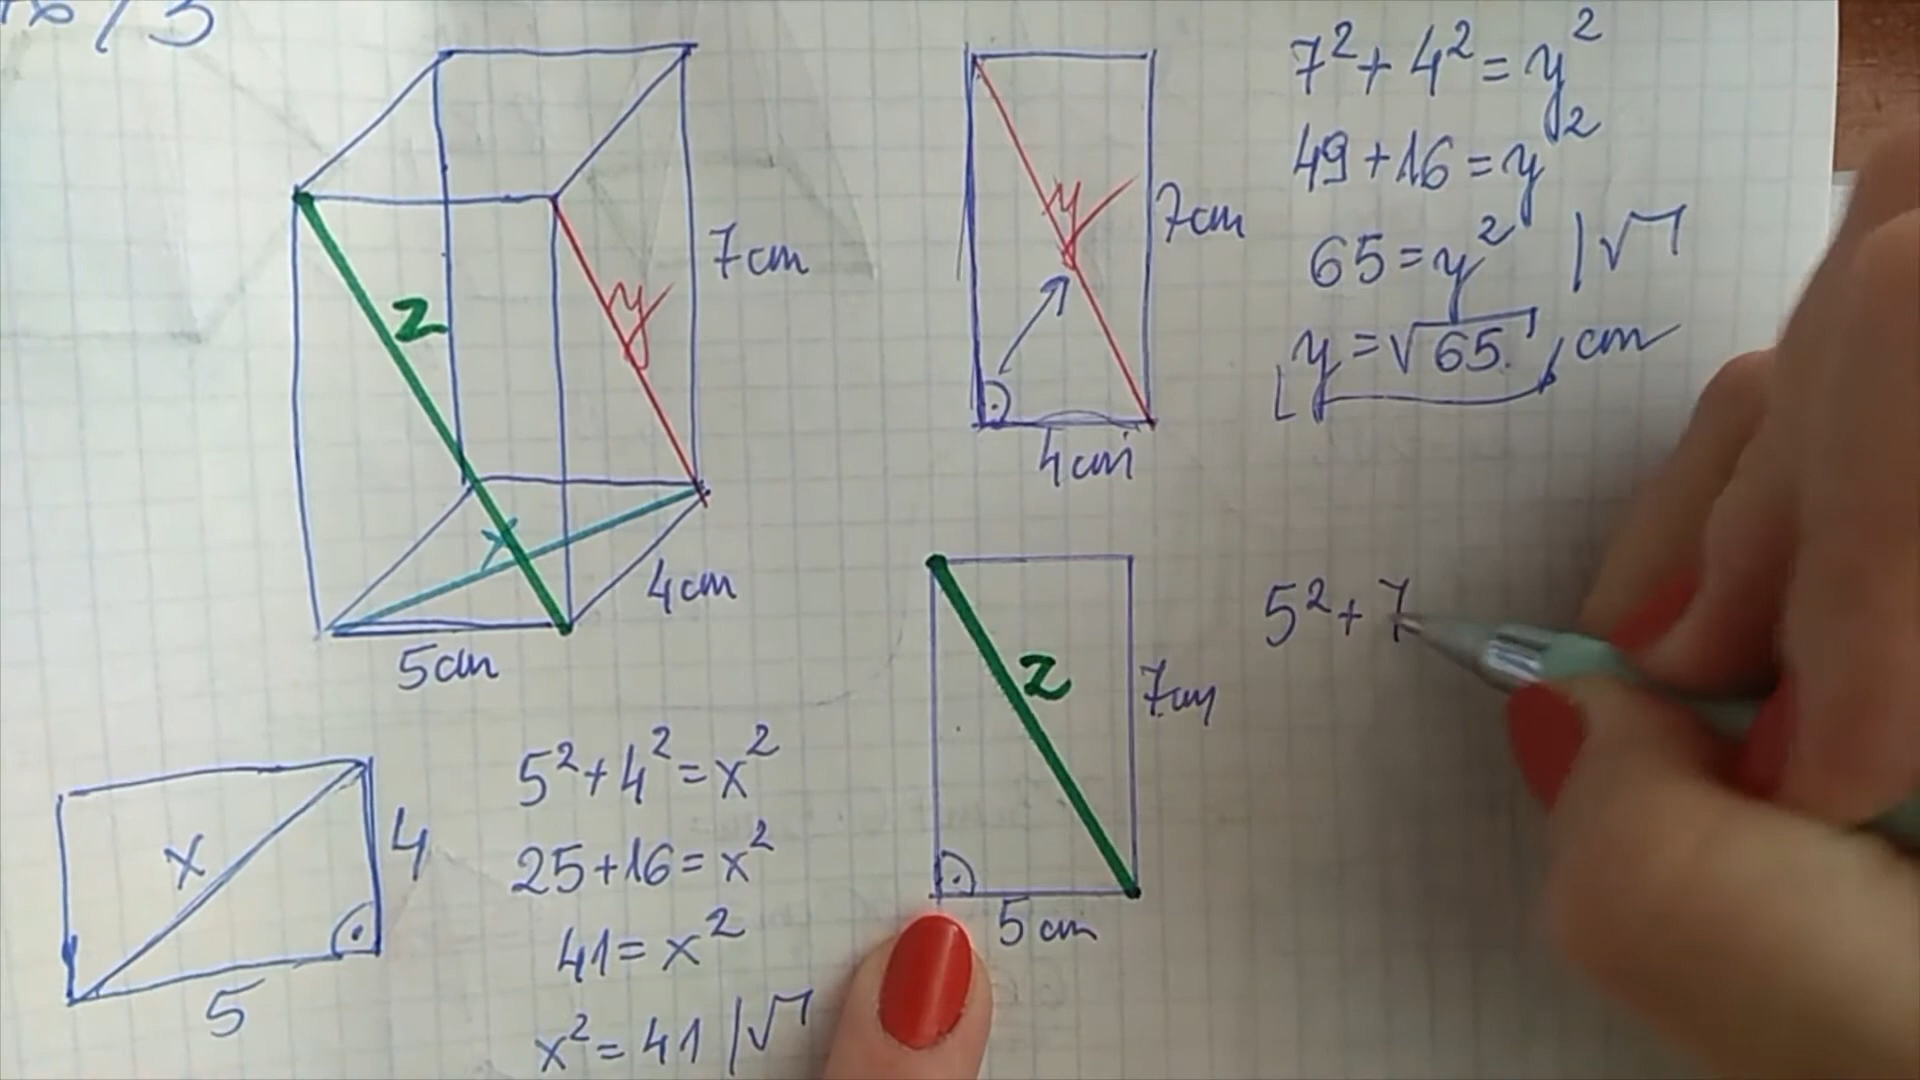 z
y
7cm
x
4cm
5cm
y
7cm
4cm
7² + 4² = y²
49 + 16 = y²
65 = y² |√
y = √65 cm
z
7cm
5cm
5² + 7
x
4
5
5² + 4² = x²
25 + 16 = x²
41 = x²
x² = 41 |√